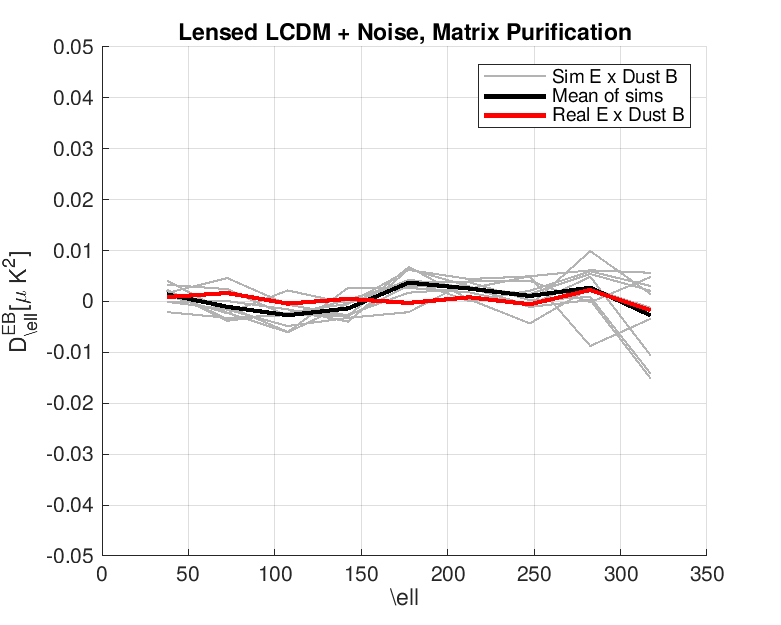 Lensed LCDM + Noise, Matrix Purification
Sim E x Dust B
Mean of sims
Real E x Dust B
D^{EB}_{\ell}[μ K^2]
0.05
0.04
0.03
0.02
0.01
0
-0.01
-0.02
-0.03
-0.04
-0.05
0 50 100 150 200 250 300 350
\ell